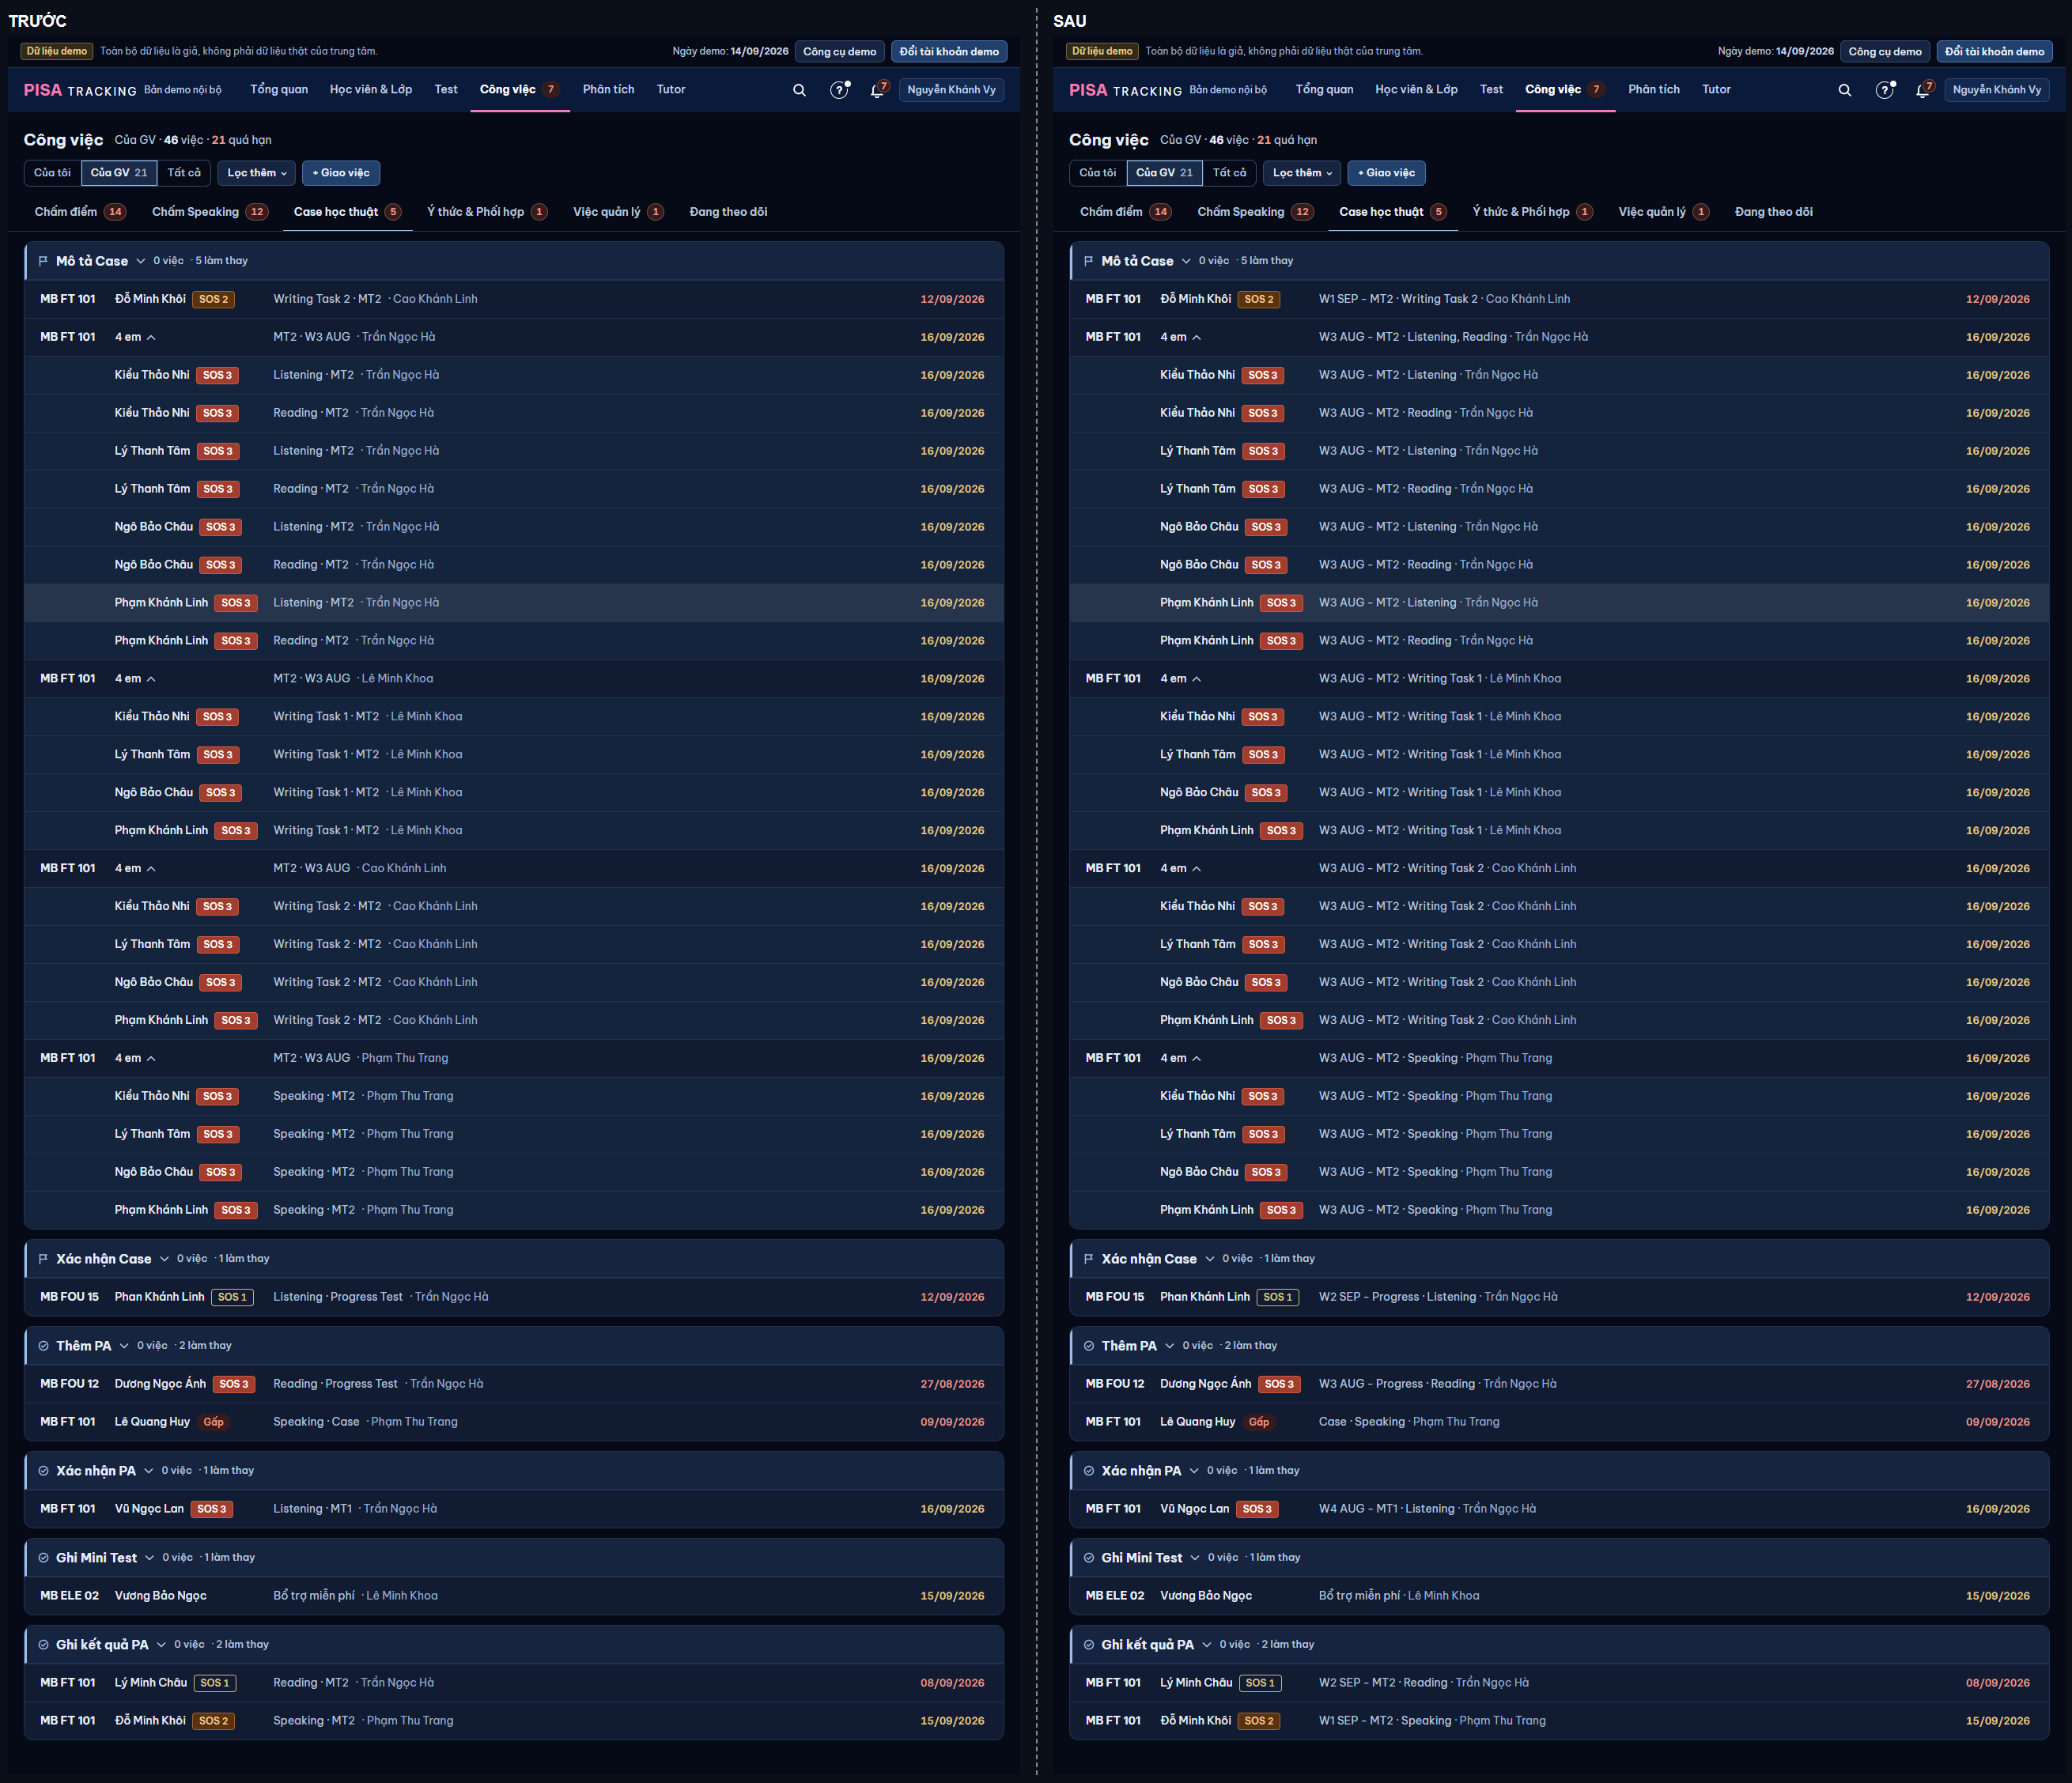 TRƯỚC
Dữ liệu demo Toàn bộ dữ liệu là giả, không phải dữ liệu thật của trung tâm. Ngày demo: 14/09/2026 Công cụ demo Đổi tài khoản demo
PISA TRACKING Bản demo nội bộ Tổng quan Học viên & Lớp Test Công việc 7 Phân tích Tutor ? 7 Nguyễn Khánh Vy
Công việc Của GV · 46 việc · 21 quá hạn
Của tôi Của GV 21 Tất cả Lọc thêm + Giao việc
Chấm điểm 14 Chấm Speaking 12 Case học thuật 5 Ý thức & Phối hợp 1 Việc quản lý 1 Đang theo dõi
Mô tả Case 0 việc · 5 làm thay
MB FT 101 Đỗ Minh Khôi SOS 2 Writing Task 2 · MT2 · Cao Khánh Linh 12/09/2026
MB FT 101 4 em MT2 · W3 AUG · Trần Ngọc Hà 16/09/2026
Kiều Thảo Nhi SOS 3 Listening · MT2 · Trần Ngọc Hà 16/09/2026
Kiều Thảo Nhi SOS 3 Reading · MT2 · Trần Ngọc Hà 16/09/2026
Lý Thanh Tâm SOS 3 Listening · MT2 · Trần Ngọc Hà 16/09/2026
Lý Thanh Tâm SOS 3 Reading · MT2 · Trần Ngọc Hà 16/09/2026
Ngô Bảo Châu SOS 3 Listening · MT2 · Trần Ngọc Hà 16/09/2026
Ngô Bảo Châu SOS 3 Reading · MT2 · Trần Ngọc Hà 16/09/2026
Phạm Khánh Linh SOS 3 Listening · MT2 · Trần Ngọc Hà 16/09/2026
Phạm Khánh Linh SOS 3 Reading · MT2 · Trần Ngọc Hà 16/09/2026
MB FT 101 4 em MT2 · W3 AUG · Lê Minh Khoa 16/09/2026
Kiều Thảo Nhi SOS 3 Writing Task 1 · MT2 · Lê Minh Khoa 16/09/2026
Lý Thanh Tâm SOS 3 Writing Task 1 · MT2 · Lê Minh Khoa 16/09/2026
Ngô Bảo Châu SOS 3 Writing Task 1 · MT2 · Lê Minh Khoa 16/09/2026
Phạm Khánh Linh SOS 3 Writing Task 1 · MT2 · Lê Minh Khoa 16/09/2026
MB FT 101 4 em MT2 · W3 AUG · Cao Khánh Linh 16/09/2026
Kiều Thảo Nhi SOS 3 Writing Task 2 · MT2 · Cao Khánh Linh 16/09/2026
Lý Thanh Tâm SOS 3 Writing Task 2 · MT2 · Cao Khánh Linh 16/09/2026
Ngô Bảo Châu SOS 3 Writing Task 2 · MT2 · Cao Khánh Linh 16/09/2026
Phạm Khánh Linh SOS 3 Writing Task 2 · MT2 · Cao Khánh Linh 16/09/2026
MB FT 101 4 em MT2 · W3 AUG · Phạm Thu Trang 16/09/2026
Kiều Thảo Nhi SOS 3 Speaking · MT2 · Phạm Thu Trang 16/09/2026
Lý Thanh Tâm SOS 3 Speaking · MT2 · Phạm Thu Trang 16/09/2026
Ngô Bảo Châu SOS 3 Speaking · MT2 · Phạm Thu Trang 16/09/2026
Phạm Khánh Linh SOS 3 Speaking · MT2 · Phạm Thu Trang 16/09/2026
Xác nhận Case 0 việc · 1 làm thay
MB FOU 15 Phan Khánh Linh SOS 1 Listening · Progress Test · Trần Ngọc Hà 12/09/2026
Thêm PA 0 việc · 2 làm thay
MB FOU 12 Dương Ngọc Ánh SOS 3 Reading · Progress Test · Trần Ngọc Hà 27/08/2026
MB FT 101 Lê Quang Huy Gấp Speaking · Case · Phạm Thu Trang 09/09/2026
Xác nhận PA 0 việc · 1 làm thay
MB FT 101 Vũ Ngọc Lan SOS 3 Listening · MT1 · Trần Ngọc Hà 16/09/2026
Ghi Mini Test 0 việc · 1 làm thay
MB ELE 02 Vương Bảo Ngọc Bổ trợ miễn phí · Lê Minh Khoa 15/09/2026
Ghi kết quả PA 0 việc · 2 làm thay
MB FT 101 Lý Minh Châu SOS 1 Reading · MT2 · Trần Ngọc Hà 08/09/2026
MB FT 101 Đỗ Minh Khôi SOS 2 Speaking · MT2 · Phạm Thu Trang 15/09/2026
SAU
Dữ liệu demo Toàn bộ dữ liệu là giả, không phải dữ liệu thật của trung tâm. Ngày demo: 14/09/2026 Công cụ demo Đổi tài khoản demo
PISA TRACKING Bản demo nội bộ Tổng quan Học viên & Lớp Test Công việc 7 Phân tích Tutor ? 7 Nguyễn Khánh Vy
Công việc Của GV · 46 việc · 21 quá hạn
Của tôi Của GV 21 Tất cả Lọc thêm + Giao việc
Chấm điểm 14 Chấm Speaking 12 Case học thuật 5 Ý thức & Phối hợp 1 Việc quản lý 1 Đang theo dõi
Mô tả Case 0 việc · 5 làm thay
MB FT 101 Đỗ Minh Khôi SOS 2 W1 SEP - MT2 · Writing Task 2 · Cao Khánh Linh 12/09/2026
MB FT 101 4 em W3 AUG - MT2 · Listening, Reading · Trần Ngọc Hà 16/09/2026
Kiều Thảo Nhi SOS 3 W3 AUG - MT2 · Listening · Trần Ngọc Hà 16/09/2026
Kiều Thảo Nhi SOS 3 W3 AUG - MT2 · Reading · Trần Ngọc Hà 16/09/2026
Lý Thanh Tâm SOS 3 W3 AUG - MT2 · Listening · Trần Ngọc Hà 16/09/2026
Lý Thanh Tâm SOS 3 W3 AUG - MT2 · Reading · Trần Ngọc Hà 16/09/2026
Ngô Bảo Châu SOS 3 W3 AUG - MT2 · Listening · Trần Ngọc Hà 16/09/2026
Ngô Bảo Châu SOS 3 W3 AUG - MT2 · Reading · Trần Ngọc Hà 16/09/2026
Phạm Khánh Linh SOS 3 W3 AUG - MT2 · Listening · Trần Ngọc Hà 16/09/2026
Phạm Khánh Linh SOS 3 W3 AUG - MT2 · Reading · Trần Ngọc Hà 16/09/2026
MB FT 101 4 em W3 AUG - MT2 · Writing Task 1 · Lê Minh Khoa 16/09/2026
Kiều Thảo Nhi SOS 3 W3 AUG - MT2 · Writing Task 1 · Lê Minh Khoa 16/09/2026
Lý Thanh Tâm SOS 3 W3 AUG - MT2 · Writing Task 1 · Lê Minh Khoa 16/09/2026
Ngô Bảo Châu SOS 3 W3 AUG - MT2 · Writing Task 1 · Lê Minh Khoa 16/09/2026
Phạm Khánh Linh SOS 3 W3 AUG - MT2 · Writing Task 1 · Lê Minh Khoa 16/09/2026
MB FT 101 4 em W3 AUG - MT2 · Writing Task 2 · Cao Khánh Linh 16/09/2026
Kiều Thảo Nhi SOS 3 W3 AUG - MT2 · Writing Task 2 · Cao Khánh Linh 16/09/2026
Lý Thanh Tâm SOS 3 W3 AUG - MT2 · Writing Task 2 · Cao Khánh Linh 16/09/2026
Ngô Bảo Châu SOS 3 W3 AUG - MT2 · Writing Task 2 · Cao Khánh Linh 16/09/2026
Phạm Khánh Linh SOS 3 W3 AUG - MT2 · Writing Task 2 · Cao Khánh Linh 16/09/2026
MB FT 101 4 em W3 AUG - MT2 · Speaking · Phạm Thu Trang 16/09/2026
Kiều Thảo Nhi SOS 3 W3 AUG - MT2 · Speaking · Phạm Thu Trang 16/09/2026
Lý Thanh Tâm SOS 3 W3 AUG - MT2 · Speaking · Phạm Thu Trang 16/09/2026
Ngô Bảo Châu SOS 3 W3 AUG - MT2 · Speaking · Phạm Thu Trang 16/09/2026
Phạm Khánh Linh SOS 3 W3 AUG - MT2 · Speaking · Phạm Thu Trang 16/09/2026
Xác nhận Case 0 việc · 1 làm thay
MB FOU 15 Phan Khánh Linh SOS 1 W2 SEP - Progress · Listening · Trần Ngọc Hà 12/09/2026
Thêm PA 0 việc · 2 làm thay
MB FOU 12 Dương Ngọc Ánh SOS 3 W3 AUG - Progress · Reading · Trần Ngọc Hà 27/08/2026
MB FT 101 Lê Quang Huy Gấp Case · Speaking · Phạm Thu Trang 09/09/2026
Xác nhận PA 0 việc · 1 làm thay
MB FT 101 Vũ Ngọc Lan SOS 3 W4 AUG - MT1 · Listening · Trần Ngọc Hà 16/09/2026
Ghi Mini Test 0 việc · 1 làm thay
MB ELE 02 Vương Bảo Ngọc Bổ trợ miễn phí · Lê Minh Khoa 15/09/2026
Ghi kết quả PA 0 việc · 2 làm thay
MB FT 101 Lý Minh Châu SOS 1 W2 SEP - MT2 · Reading · Trần Ngọc Hà 08/09/2026
MB FT 101 Đỗ Minh Khôi SOS 2 W1 SEP - MT2 · Speaking · Phạm Thu Trang 15/09/2026